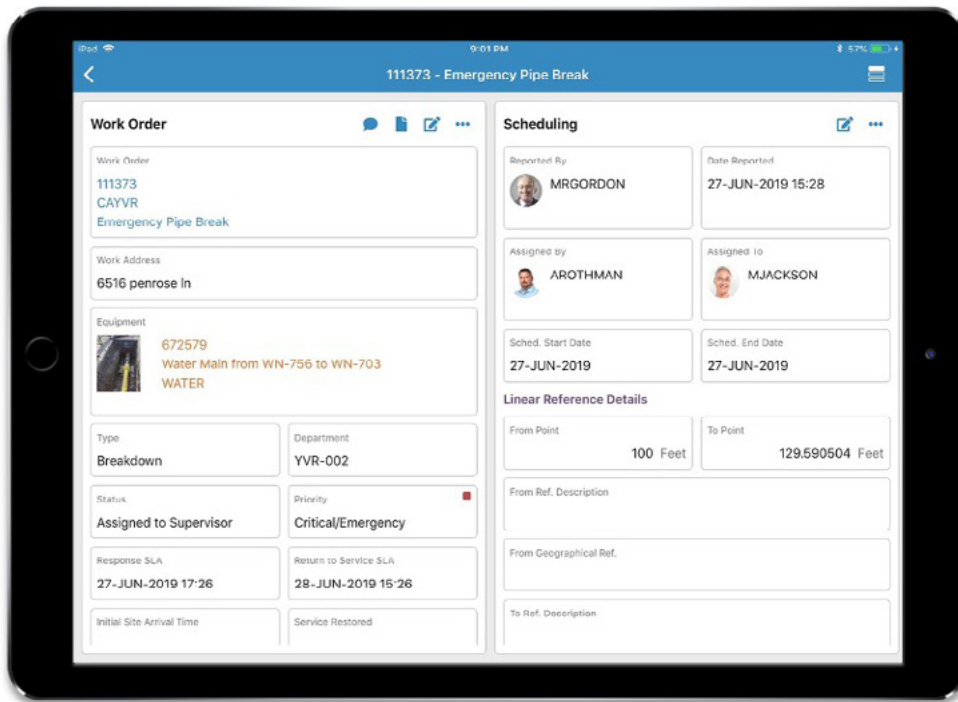 iPad 9:01 PM 57%
111373 - Emergency Pipe Break
Work Order
Work Order
111373
CAYVR
Emergency Pipe Break
Work Address
6516 penrose ln
Equipment
672579
Water Main from WN-756 to WN-703
WATER
Type
Breakdown
Department
YVR-002
Status
Assigned to Supervisor
Priority
Critical/Emergency
Response SLA
27-JUN-2019 17:26
Return to Service SLA
28-JUN-2019 15:26
Initial Site Arrival Time
Service Restored
Scheduling
Reported By
MRGORDON
Date Reported
27-JUN-2019 15:28
Assigned By
AROTHMAN
Assigned To
MJACKSON
Sched. Start Date
27-JUN-2019
Sched. End Date
27-JUN-2019
Linear Reference Details
From Point
100 Feet
To Point
129.590504 Feet
From Ref. Description
From Geographical Ref.
To Ref. Description